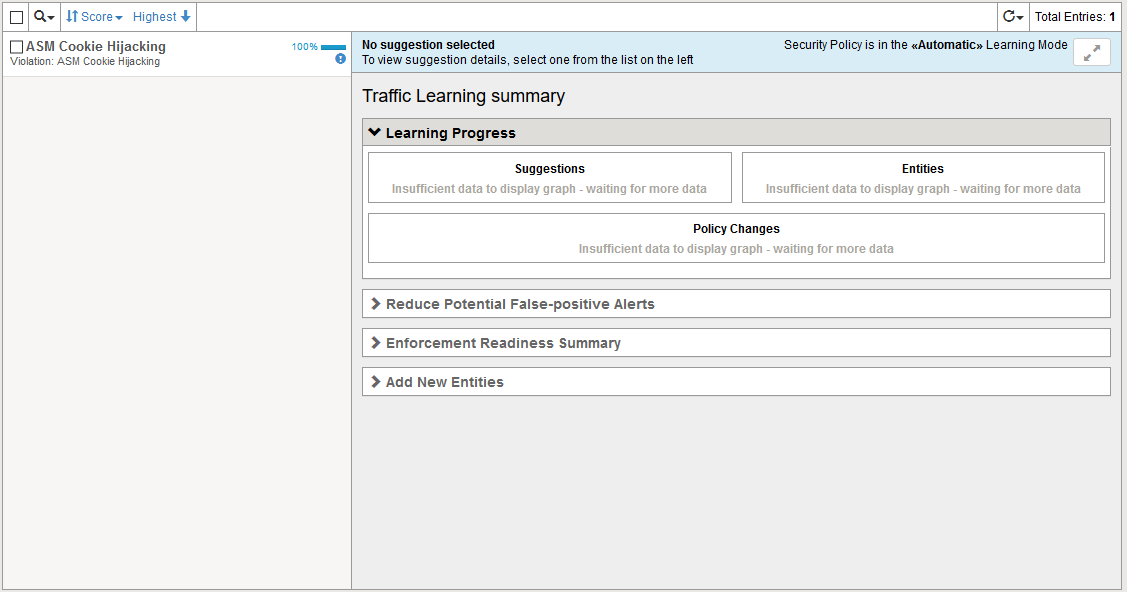 Score Highest
Total Entries: 1
ASM Cookie Hijacking
100%
Violation: ASM Cookie Hijacking
No suggestion selected
To view suggestion details, select one from the list on the left
Security Policy is in the «Automatic» Learning Mode
Traffic Learning summary
Learning Progress
Suggestions
Insufficient data to display graph - waiting for more data
Entities
Insufficient data to display graph - waiting for more data
Policy Changes
Insufficient data to display graph - waiting for more data
Reduce Potential False-positive Alerts
Enforcement Readiness Summary
Add New Entities